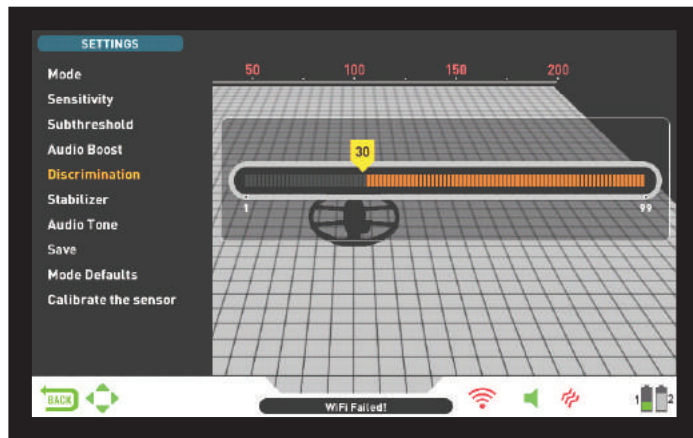 SETTINGS
Mode
Sensitivity
Subthreshold
Audio Boost
Discrimination
Stabilizer
Audio Tone
Save
Mode Defaults
Calibrate the sensor
50 100 150 200
30
1 99
BACK
WiFi Failed!
1 2